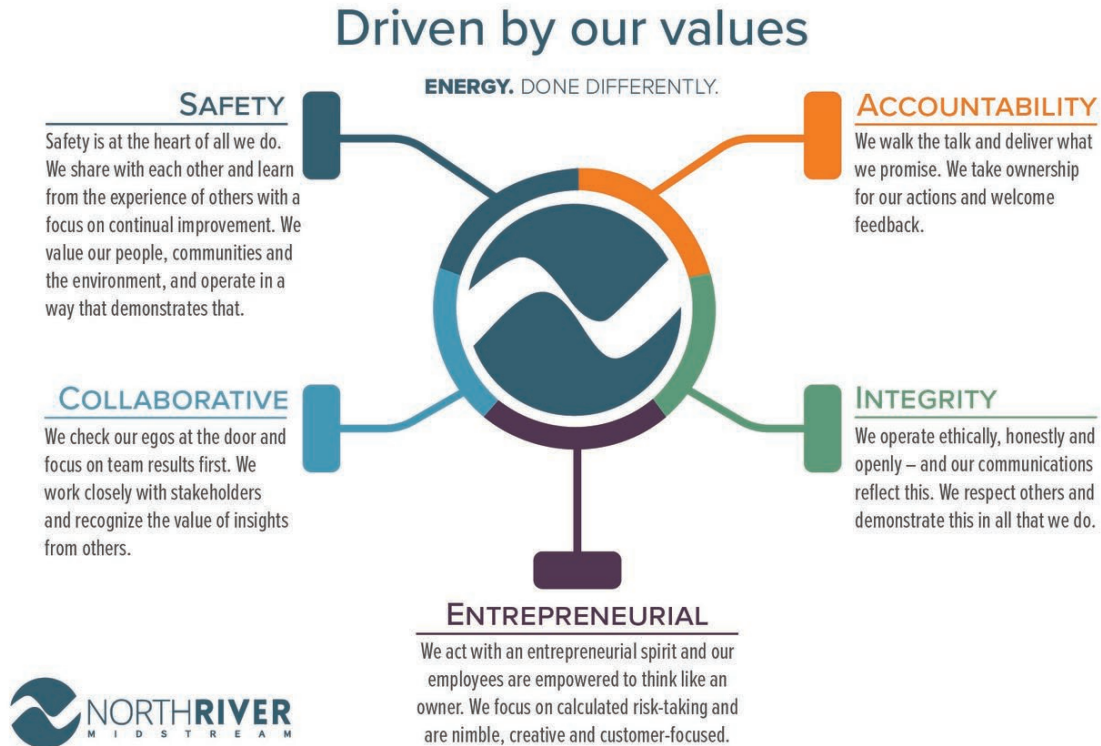 Driven by our values
ENERGY. DONE DIFFERENTLY.
SAFETY
Safety is at the heart of all we do.
We share with each other and learn
from the experience of others with a
focus on continual improvement. We
value our people, communities and
the environment, and operate in a
way that demonstrates that.
ACCOUNTABILITY
We walk the talk and deliver what
we promise. We take ownership
for our actions and welcome
feedback.
COLLABORATIVE
We check our egos at the door and
focus on team results first. We
work closely with stakeholders
and recognize the value of insights
from others.
INTEGRITY
We operate ethically, honestly and
openly – and our communications
reflect this. We respect others and
demonstrate this in all that we do.
ENTREPRENEURIAL
We act with an entrepreneurial spirit and our
employees are empowered to think like an
owner. We focus on calculated risk-taking and
are nimble, creative and customer-focused.
NORTHRIVER
MIDSTREAM